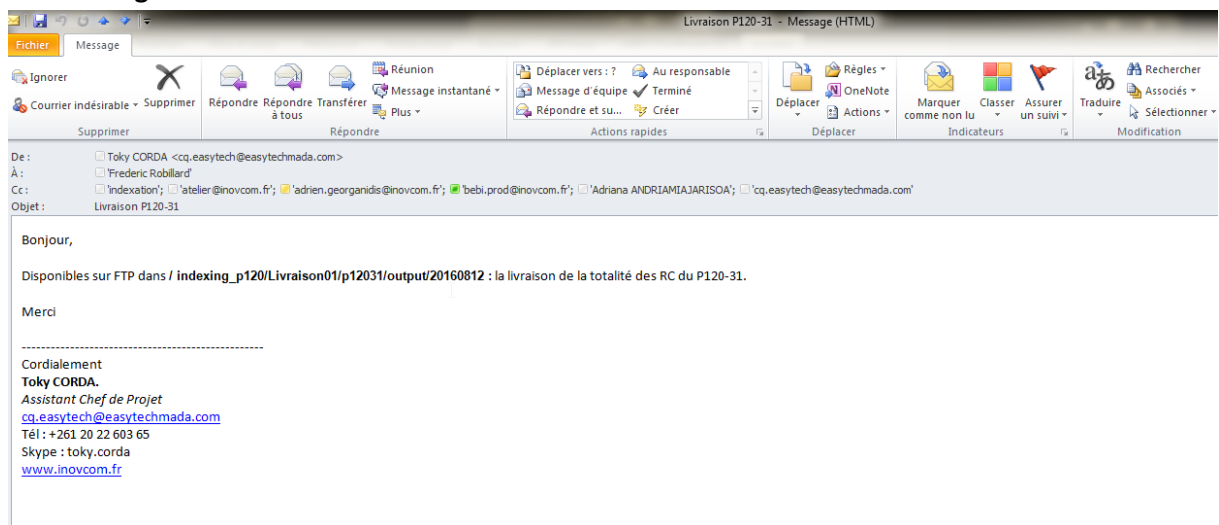 Livraison P120-31 - Message (HTML)
Fichier Message
Ignorer
Courrier indésirable
Supprimer
Répondre
Répondre à tous
Transférer
Réunion
Message instantané
Plus
Déplacer vers : ?
Message d'équipe
Répondre et su...
Au responsable
Terminé
Créer
Déplacer
Règles
OneNote
Actions
Marquer comme non lu
Classer
Assurer un suivi
Traduire
Rechercher
Associés
Sélectionner
Supprimer
Répondre
Actions rapides
Déplacer
Indicateurs
Modification
De : Toky CORDA <cq.easytech@easytechmada.com>
À : 'Frederic Robillard'
Cc : 'indexation'; 'atelier@inovcom.fr'; 'adrien.georganidis@inovcom.fr'; 'bebi.prod@inovcom.fr'; 'Adriana ANDRIAMIAJARISOA'; 'cq.easytech@easytechmada.com'
Objet : Livraison P120-31
Bonjour,
Disponibles sur FTP dans / indexing_p120/Livraison01/p12031/output/20160812 : la livraison de la totalité des RC du P120-31.
Merci
--------------------------------------------------
Cordialement
Toky CORDA.
Assistant Chef de Projet
cq.easytech@easytechmada.com
Tél : +261 20 22 603 65
Skype : toky.corda
www.inovcom.fr